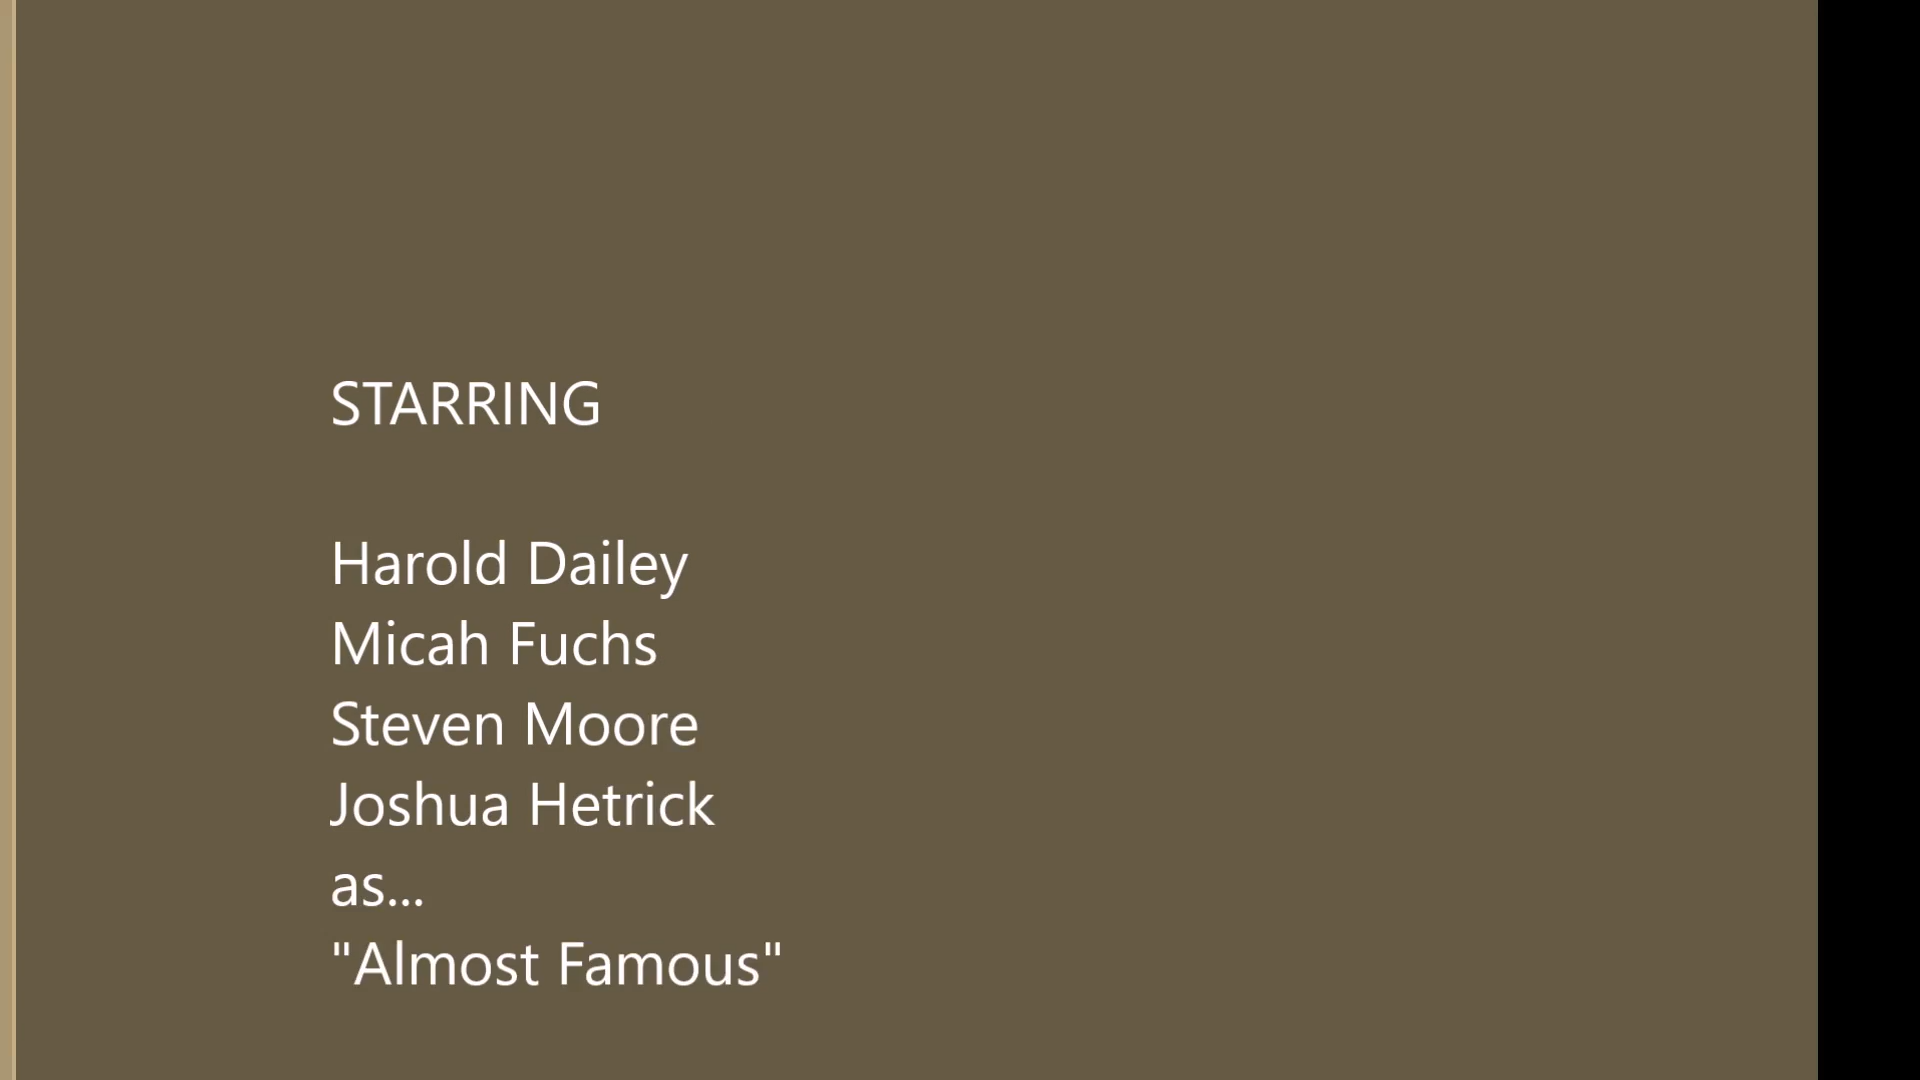 STARRING
Harold Dailey
Micah Fuchs
Steven Moore
Joshua Hetrick
as...
"Almost Famous"